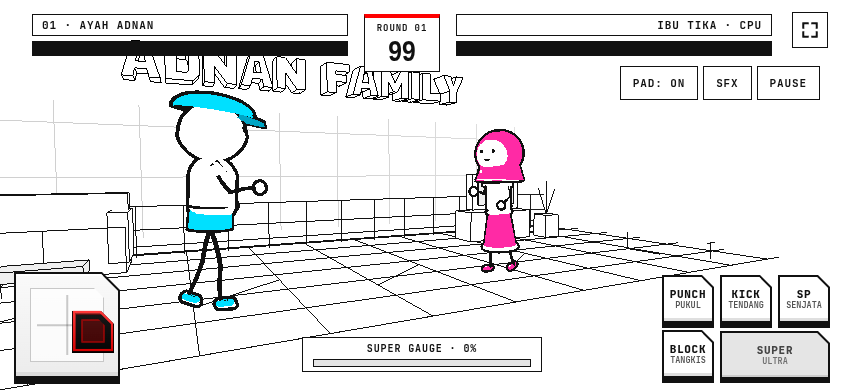 01 · AYAH ADNAN
ROUND 01
99
IBU TIKA · CPU
ADNAN FAMILY
PAD: ON
SFX
PAUSE
PUNCH
PUKUL
KICK
TENDANG
SP
SENJATA
SUPER GAUGE · 0%
BLOCK
TANGKIS
SUPER
ULTRA